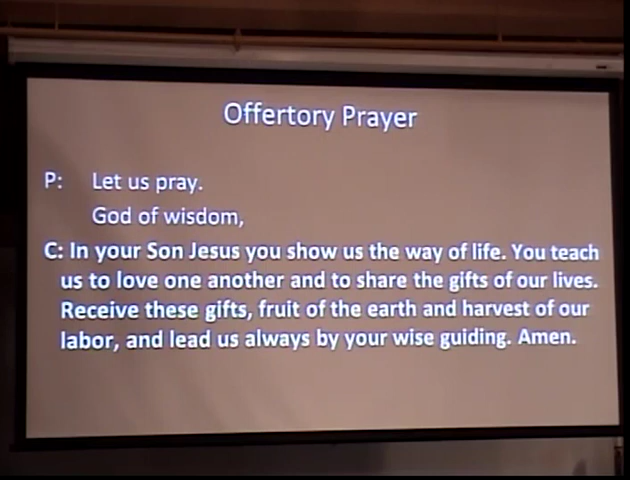 Offertory Prayer
P: Let us pray.
God of wisdom,
C: In your Son Jesus you show us the way of life. You teach
us to love one another and to share the gifts of our lives.
Receive these gifts, fruit of the earth and harvest of our
labor, and lead us always by your wise guiding. Amen.